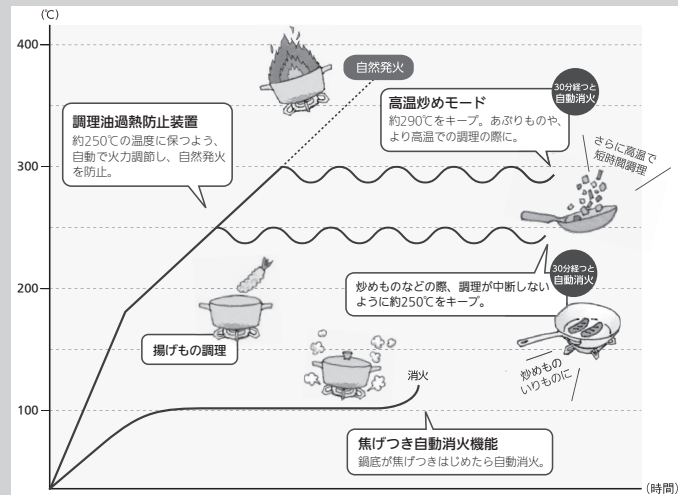 (℃)
400
300
200
100
自然発火
30分経つと
自動消火
高温炒めモード
約290℃をキープ。あぶりものや、
より高温での調理の際に。
さらに高温で
短時間調理
調理油過熱防止装置
約250℃の温度に保つよう、
自動で火力調節し、自然発火
を防止。
30分経つと
自動消火
炒めものなどの際、調理が中断しない
ように約250℃をキープ。
揚げもの調理
炒めもの
いりものに
消火
焦げつき自動消火機能
鍋底が焦げつきはじめたら自動消火。
(時間)